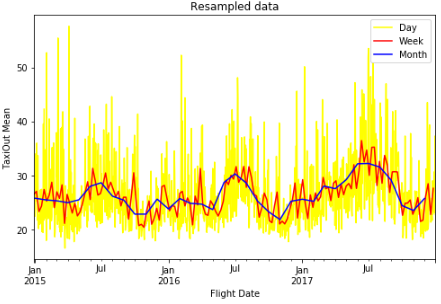 Resampled data
Day
Week
Month
TaxiOut Mean
50
40
30
20
Jan Jul Jan Jul Jan Jul
2015 2016 2017
Flight Date